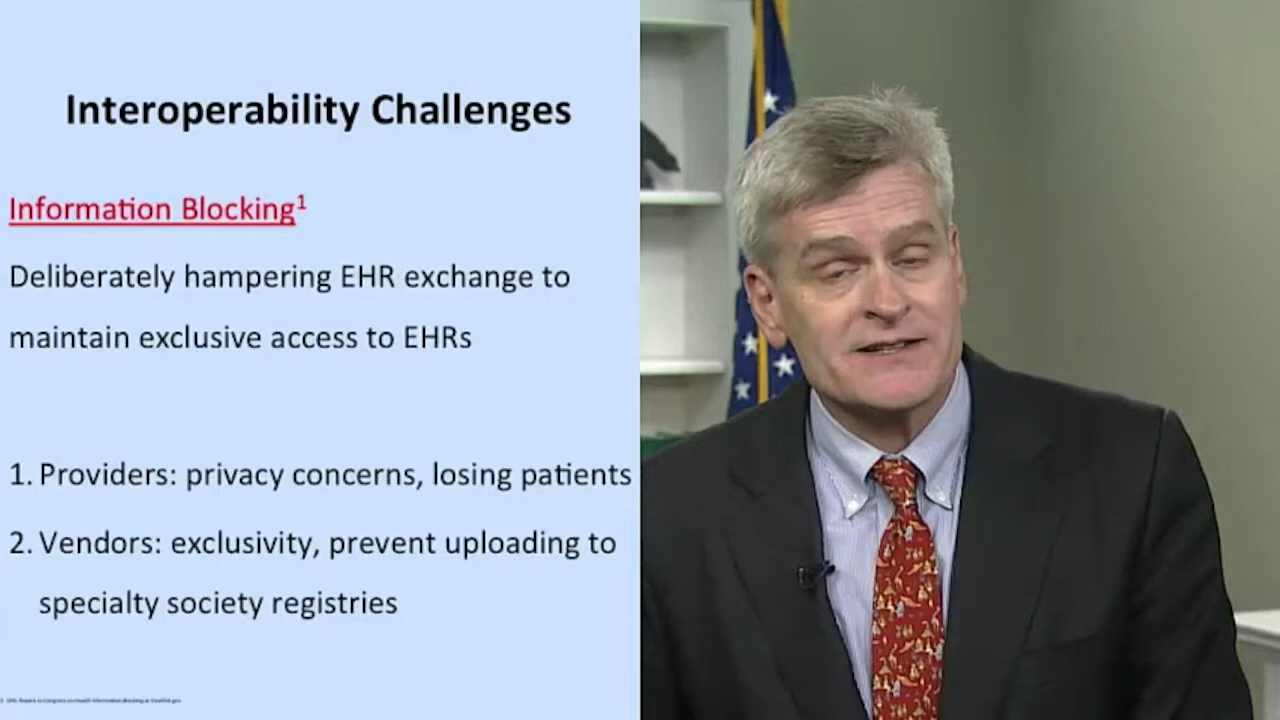 Interoperability Challenges
Information Blocking¹
Deliberately hampering EHR exchange to
maintain exclusive access to EHRs
1. Providers: privacy concerns, losing patients
2. Vendors: exclusivity, prevent uploading to
specialty society registries